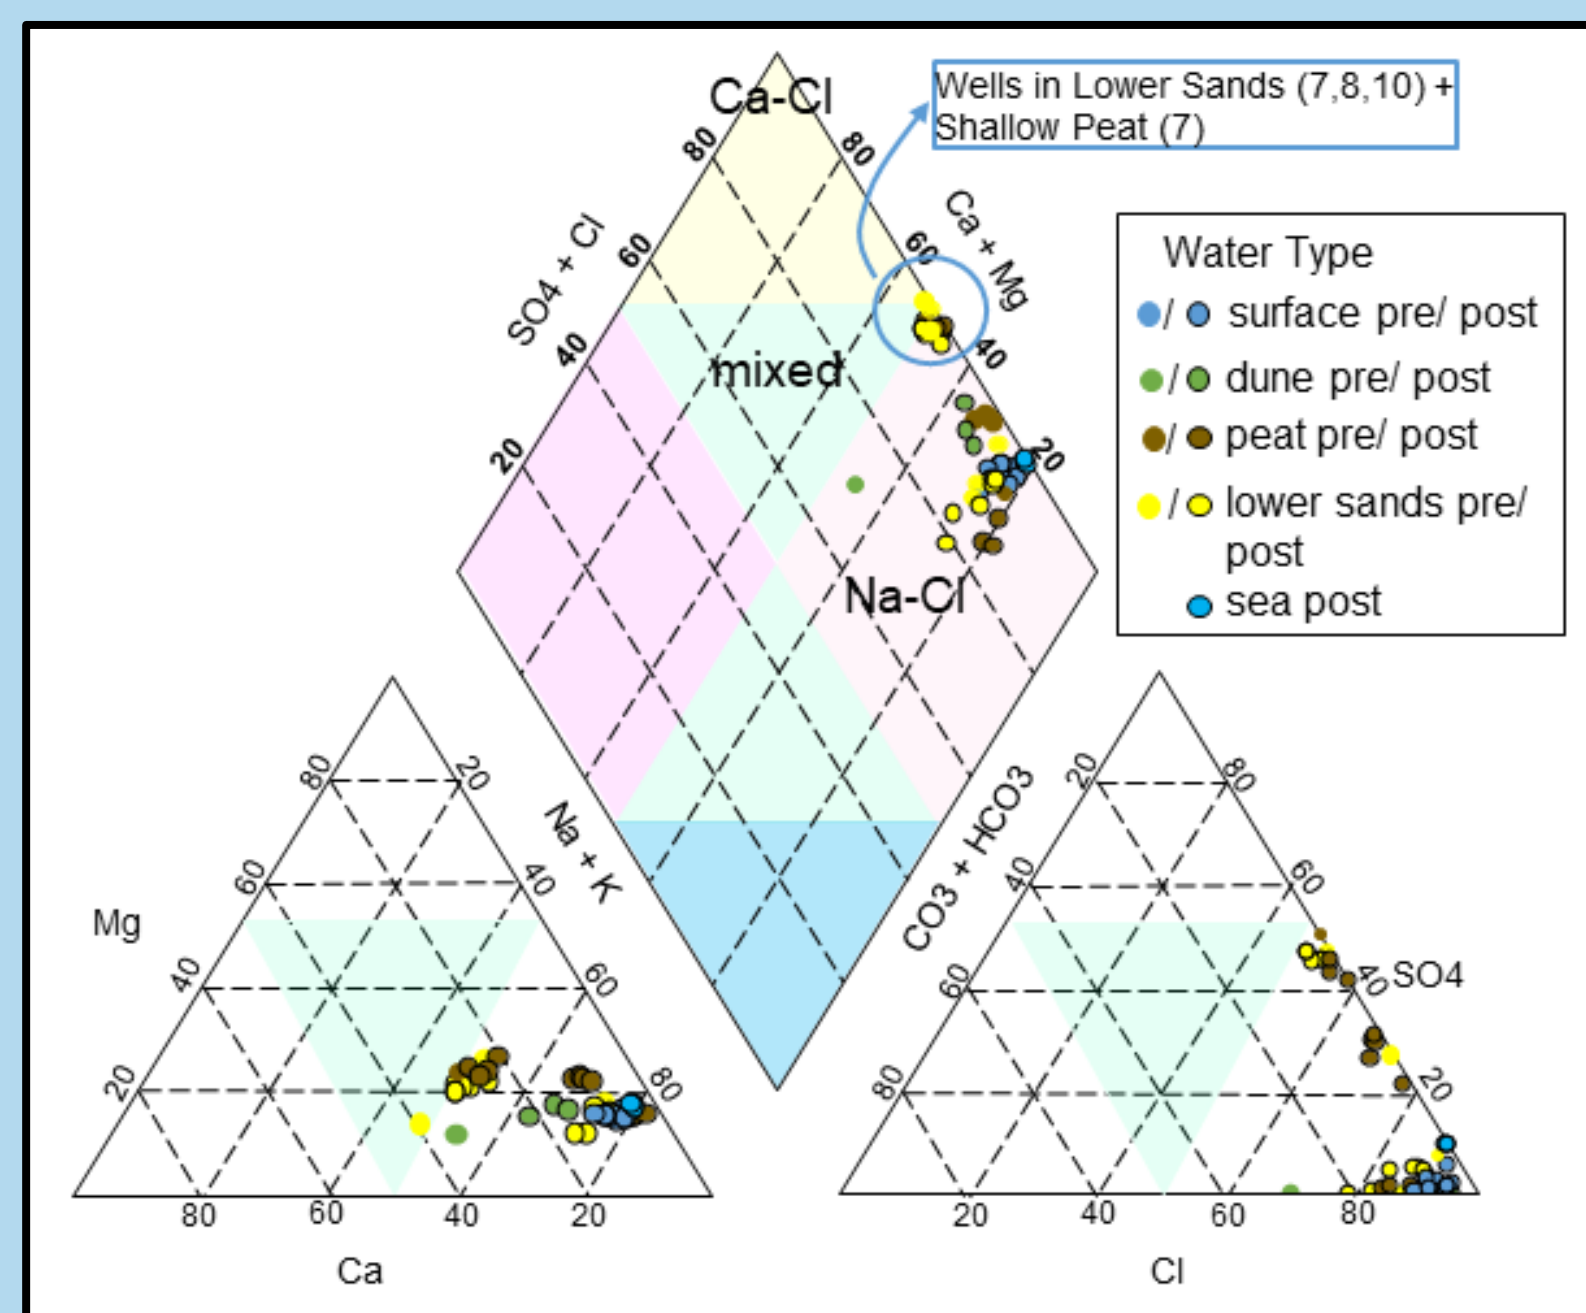 Ca-Cl
Wells in Lower Sands (7,8,10) +
Shallow Peat (7)
80
80
SO4 + Cl
Ca + Mg
60
60
40
40
20
20
mixed
Na-Cl
Water Type
/ surface pre/ post
/ dune pre/ post
/ peat pre/ post
/ lower sands pre/
post
sea post
Na + K
CO3 + HCO3
Mg
80
60
40
20
20
40
60
80
80
60
40
20
Ca
20
40
60
80
80
60
40
20
SO4
20
40
60
80
Cl